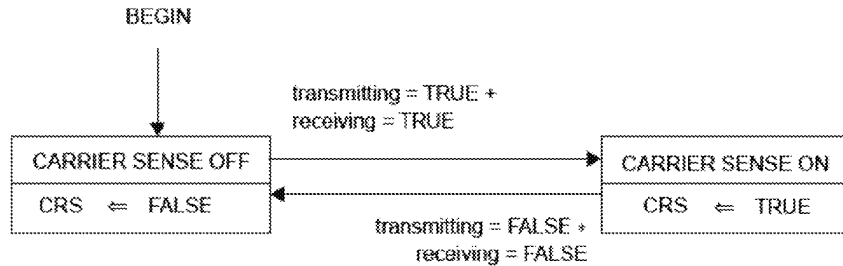 BEGIN
transmitting = TRUE +
receiving = TRUE
CARRIER SENSE OFF
CARRIER SENSE ON
CRS ⇐ FALSE
CRS ⇐ TRUE
transmitting = FALSE *
receiving = FALSE